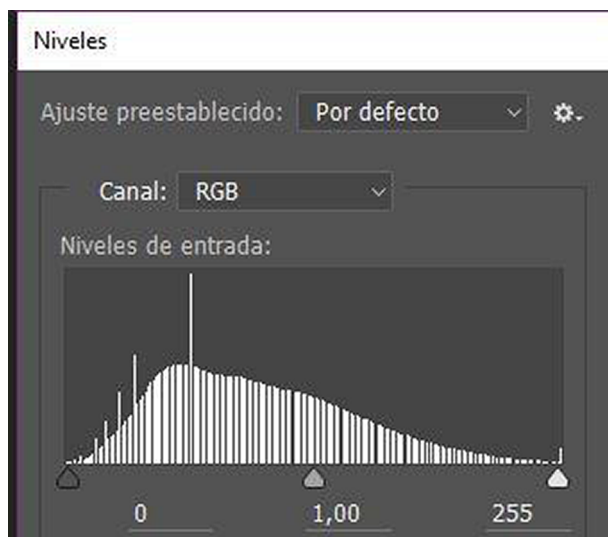 Niveles
Ajuste preestablecido: Por defecto
Canal: RGB
Niveles de entrada:
0 1,00 255